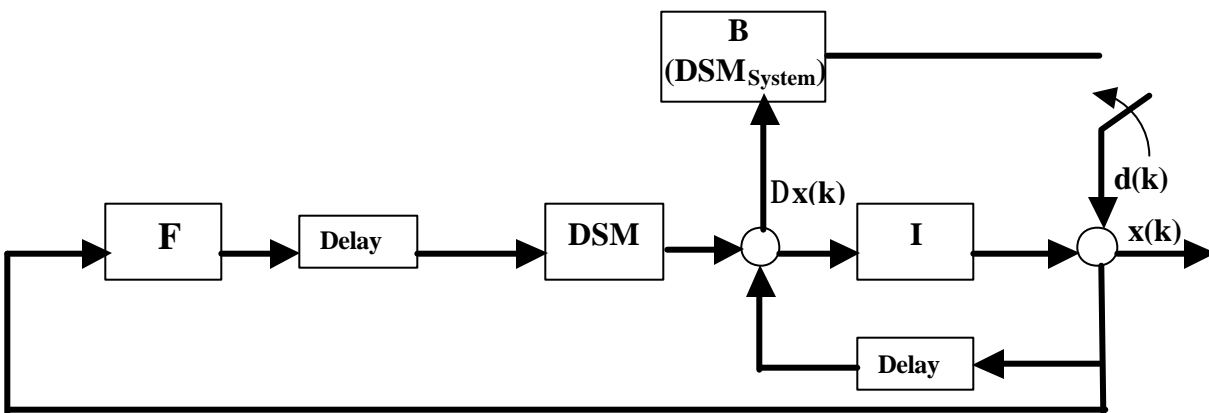 B
(DSMSystem)
Dx(k)
d(k)
x(k)
F
Delay
DSM
I
Delay